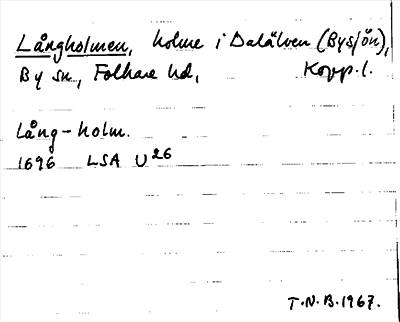 Långholmen, holme i Dalälven (Bysjön),
By sn., Folkare hd, Kopp. l.
Lång-holm.
1696 LSA U26
T.N.B. 1967.